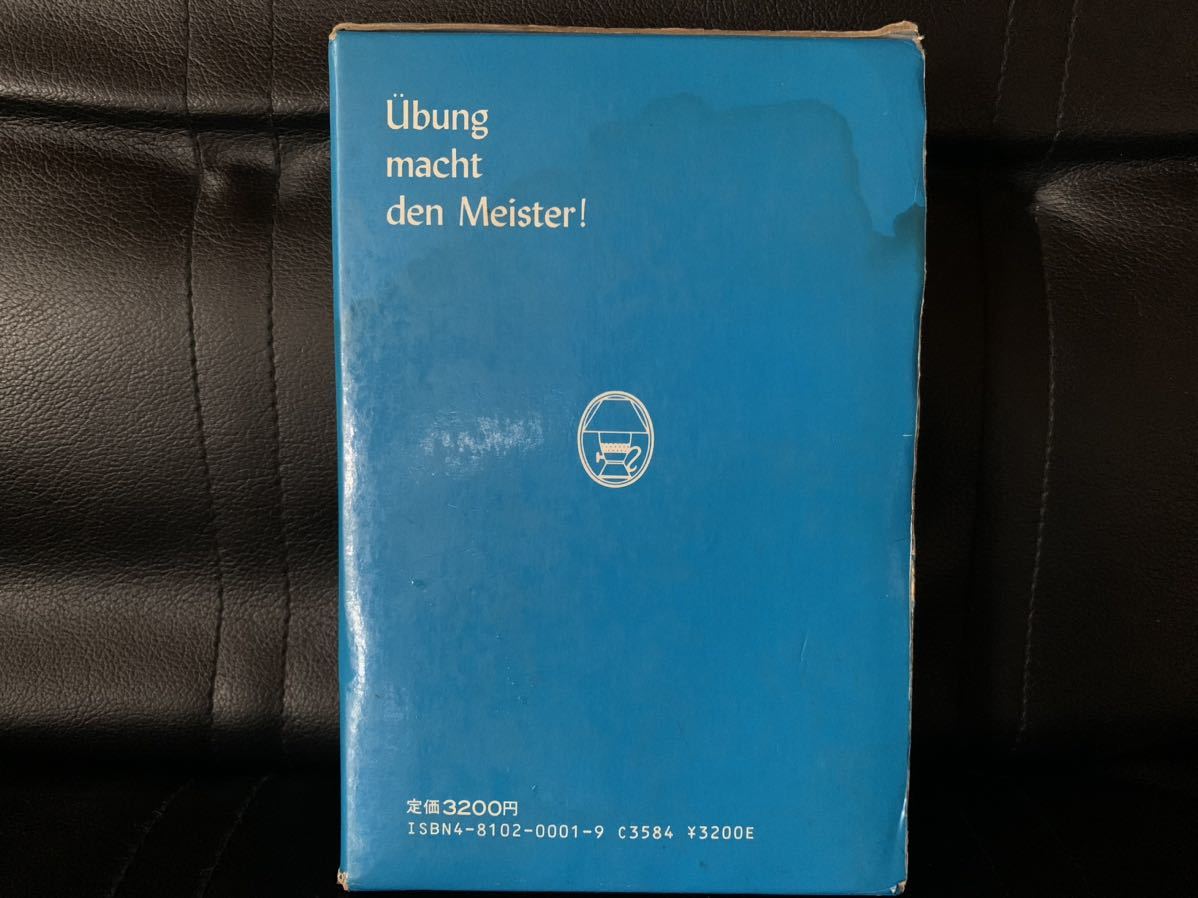 Übung
macht
den Meister!
定価3200円
ISBN4-8102-0001-9 C3584 ¥3200E